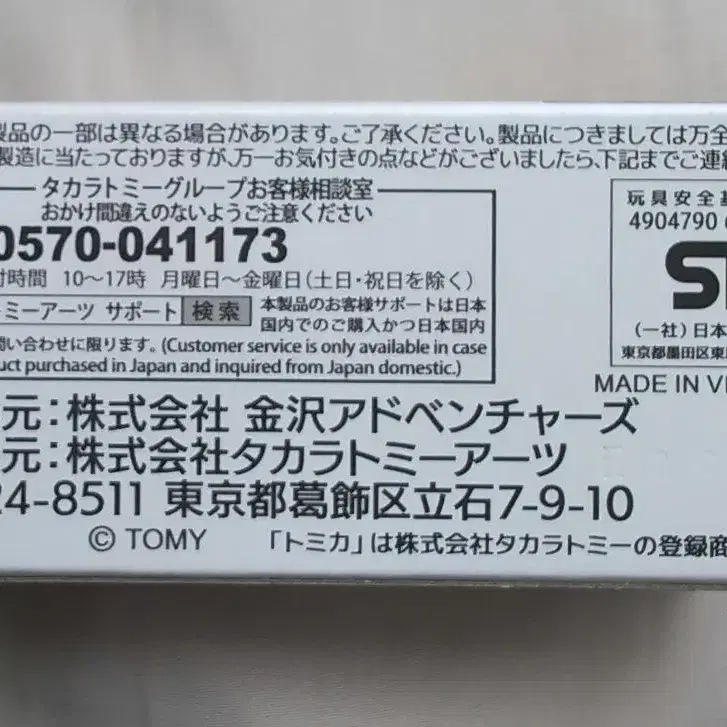 製品の一部は異なる場合があります。ご了承ください。製品につきましては万全
製造に当たっておりますが、万一お気付きの点などがございましたら、下記までご連絡
タカラトミーグループお客様相談室
おかけ間違えのないようご注意ください
0570-041173
付時間 10～17時 月曜日～金曜日(土日・祝日を除く)
トミーアーツ サポート 検索
本製品のお客様サポートは日本
国内でのご購入かつ日本国内
問い合わせに限ります。(Customer service is only available in case
uct purchased in Japan and inquired from Japan domestic.)
玩具安全基
4904790
S
(一社)日本
東京都墨田区東
MADE IN V
元：株式会社 金沢アドベンチャーズ
元：株式会社タカラトミーアーツ
24-8511 東京都葛飾区立石7-9-10
© TOMY 「トミカ」は株式会社タカラトミーの登録商